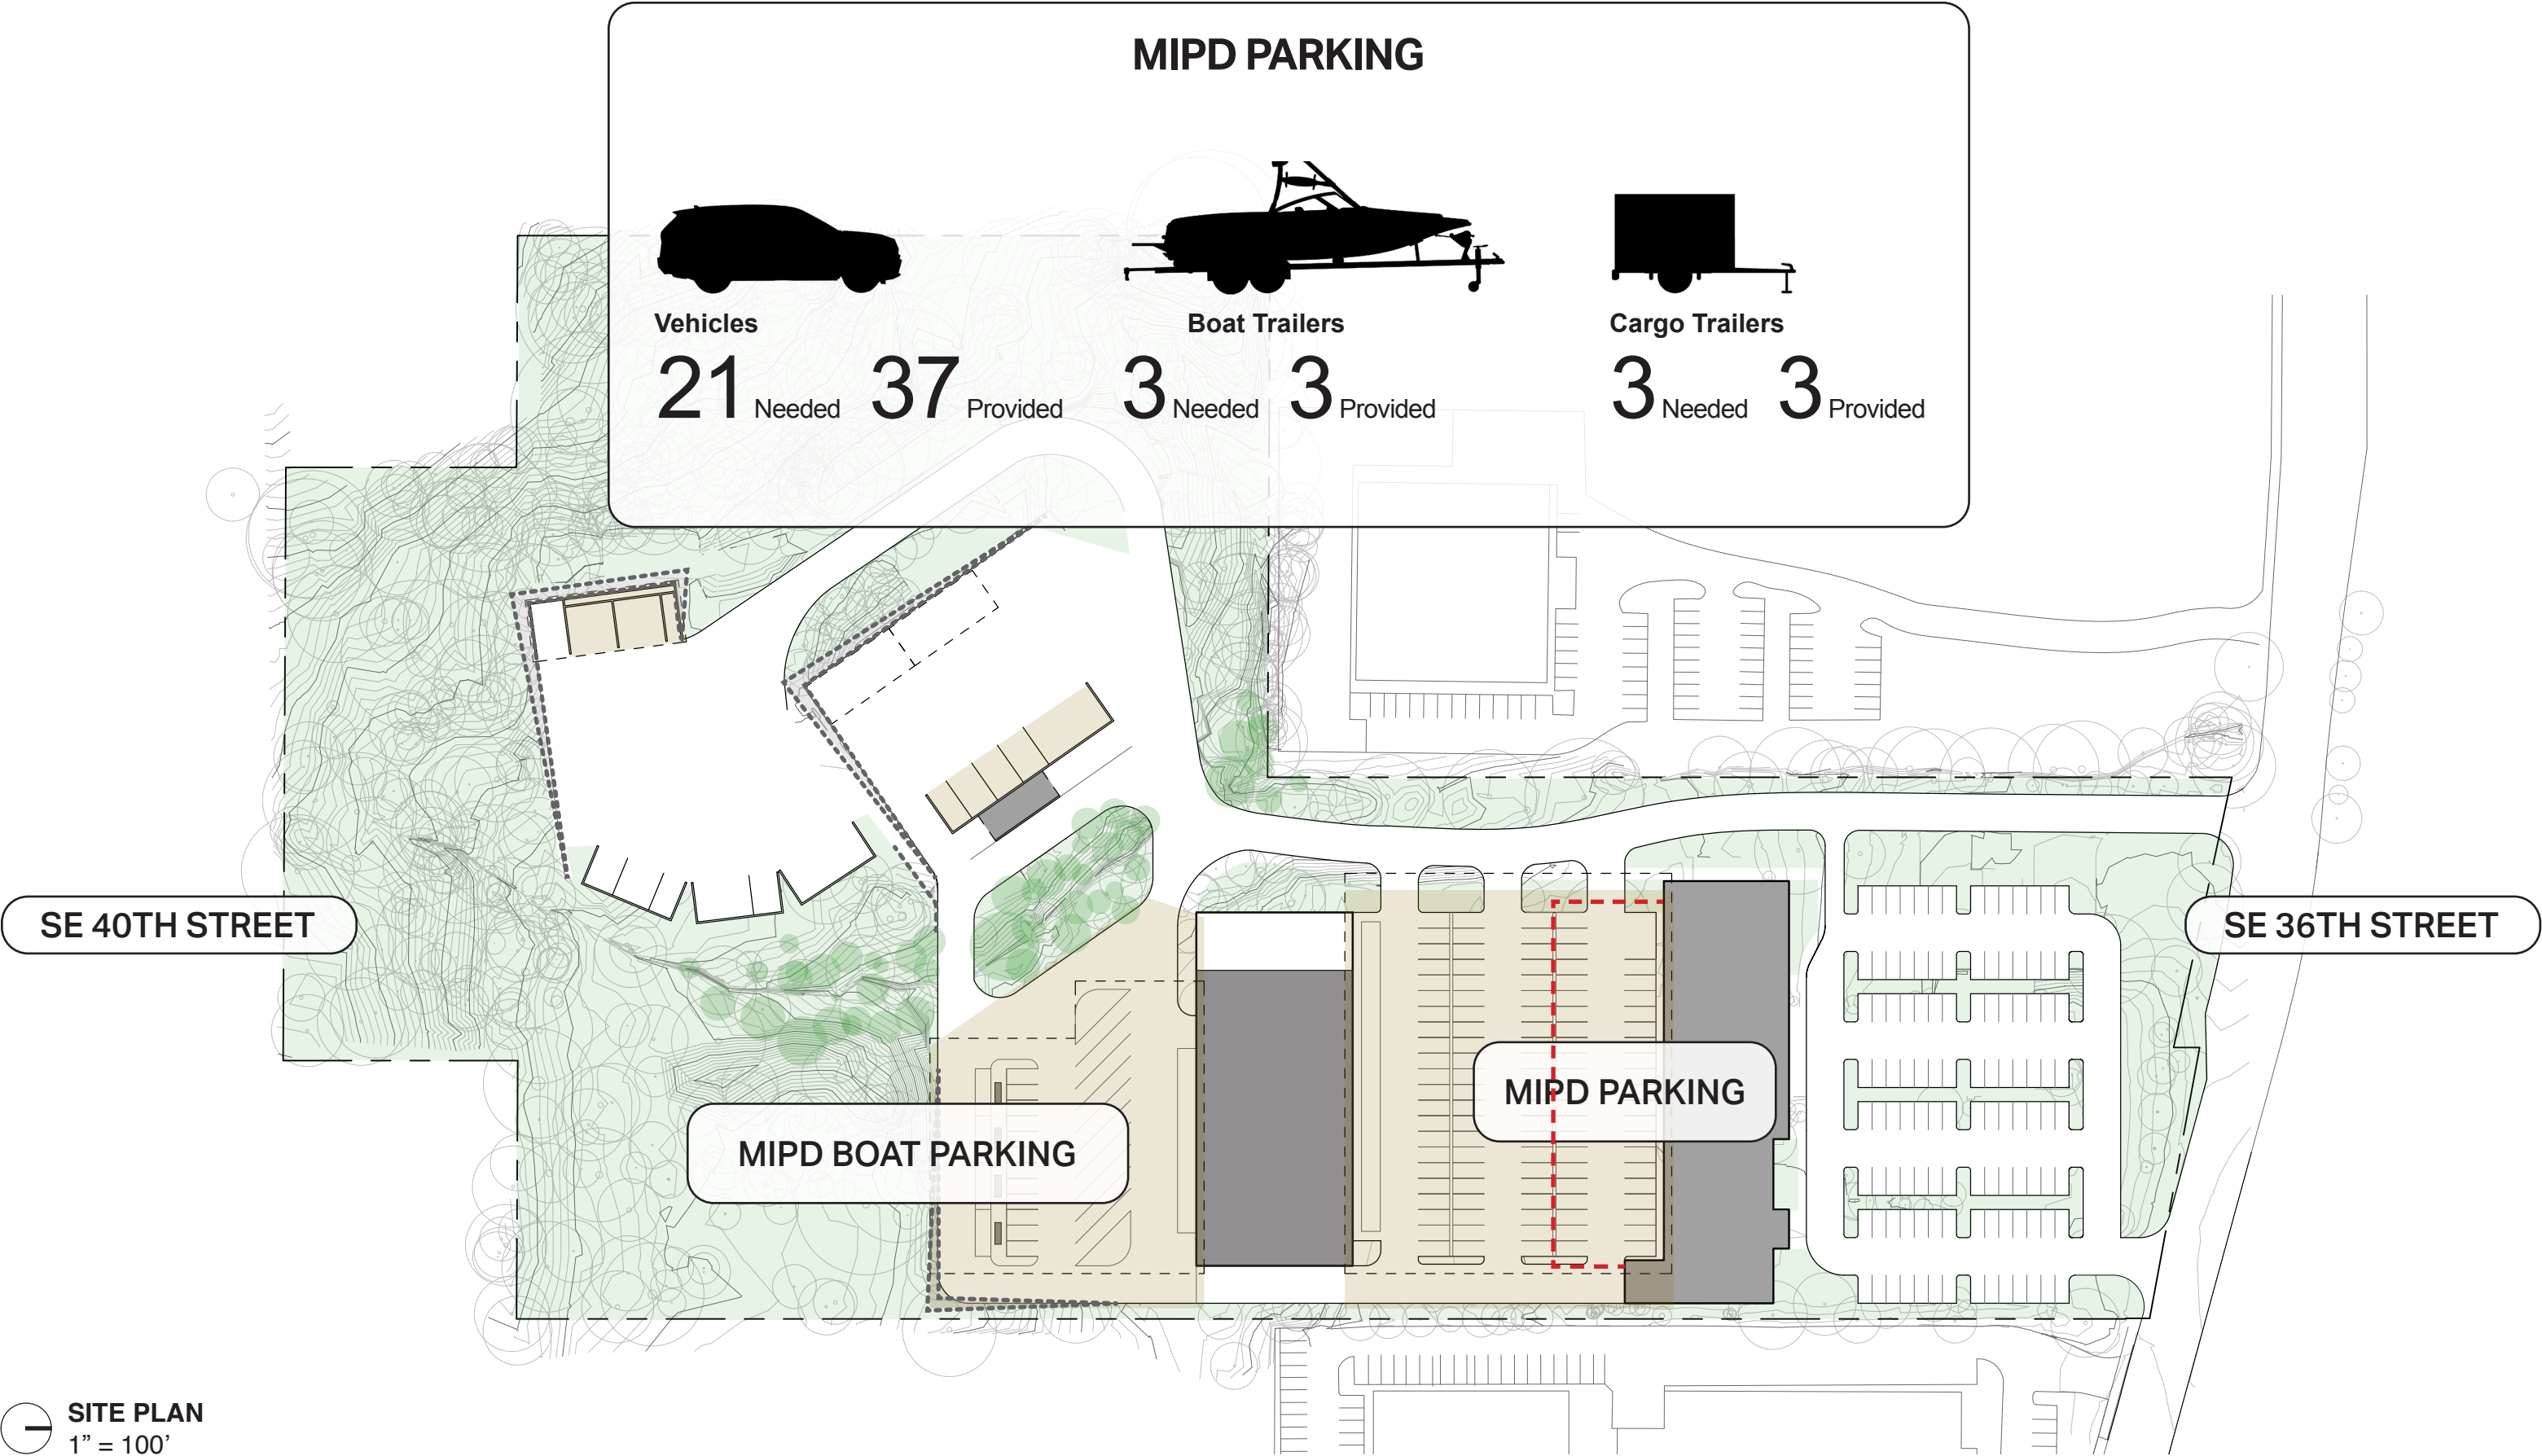 MIPD PARKING
Vehicles
21 Needed 37 Provided
Boat Trailers
3 Needed 3 Provided
Cargo Trailers
3 Needed 3 Provided
SE 40TH STREET
SE 36TH STREET
MIPD PARKING
MIPD BOAT PARKING
SITE PLAN
1” = 100’